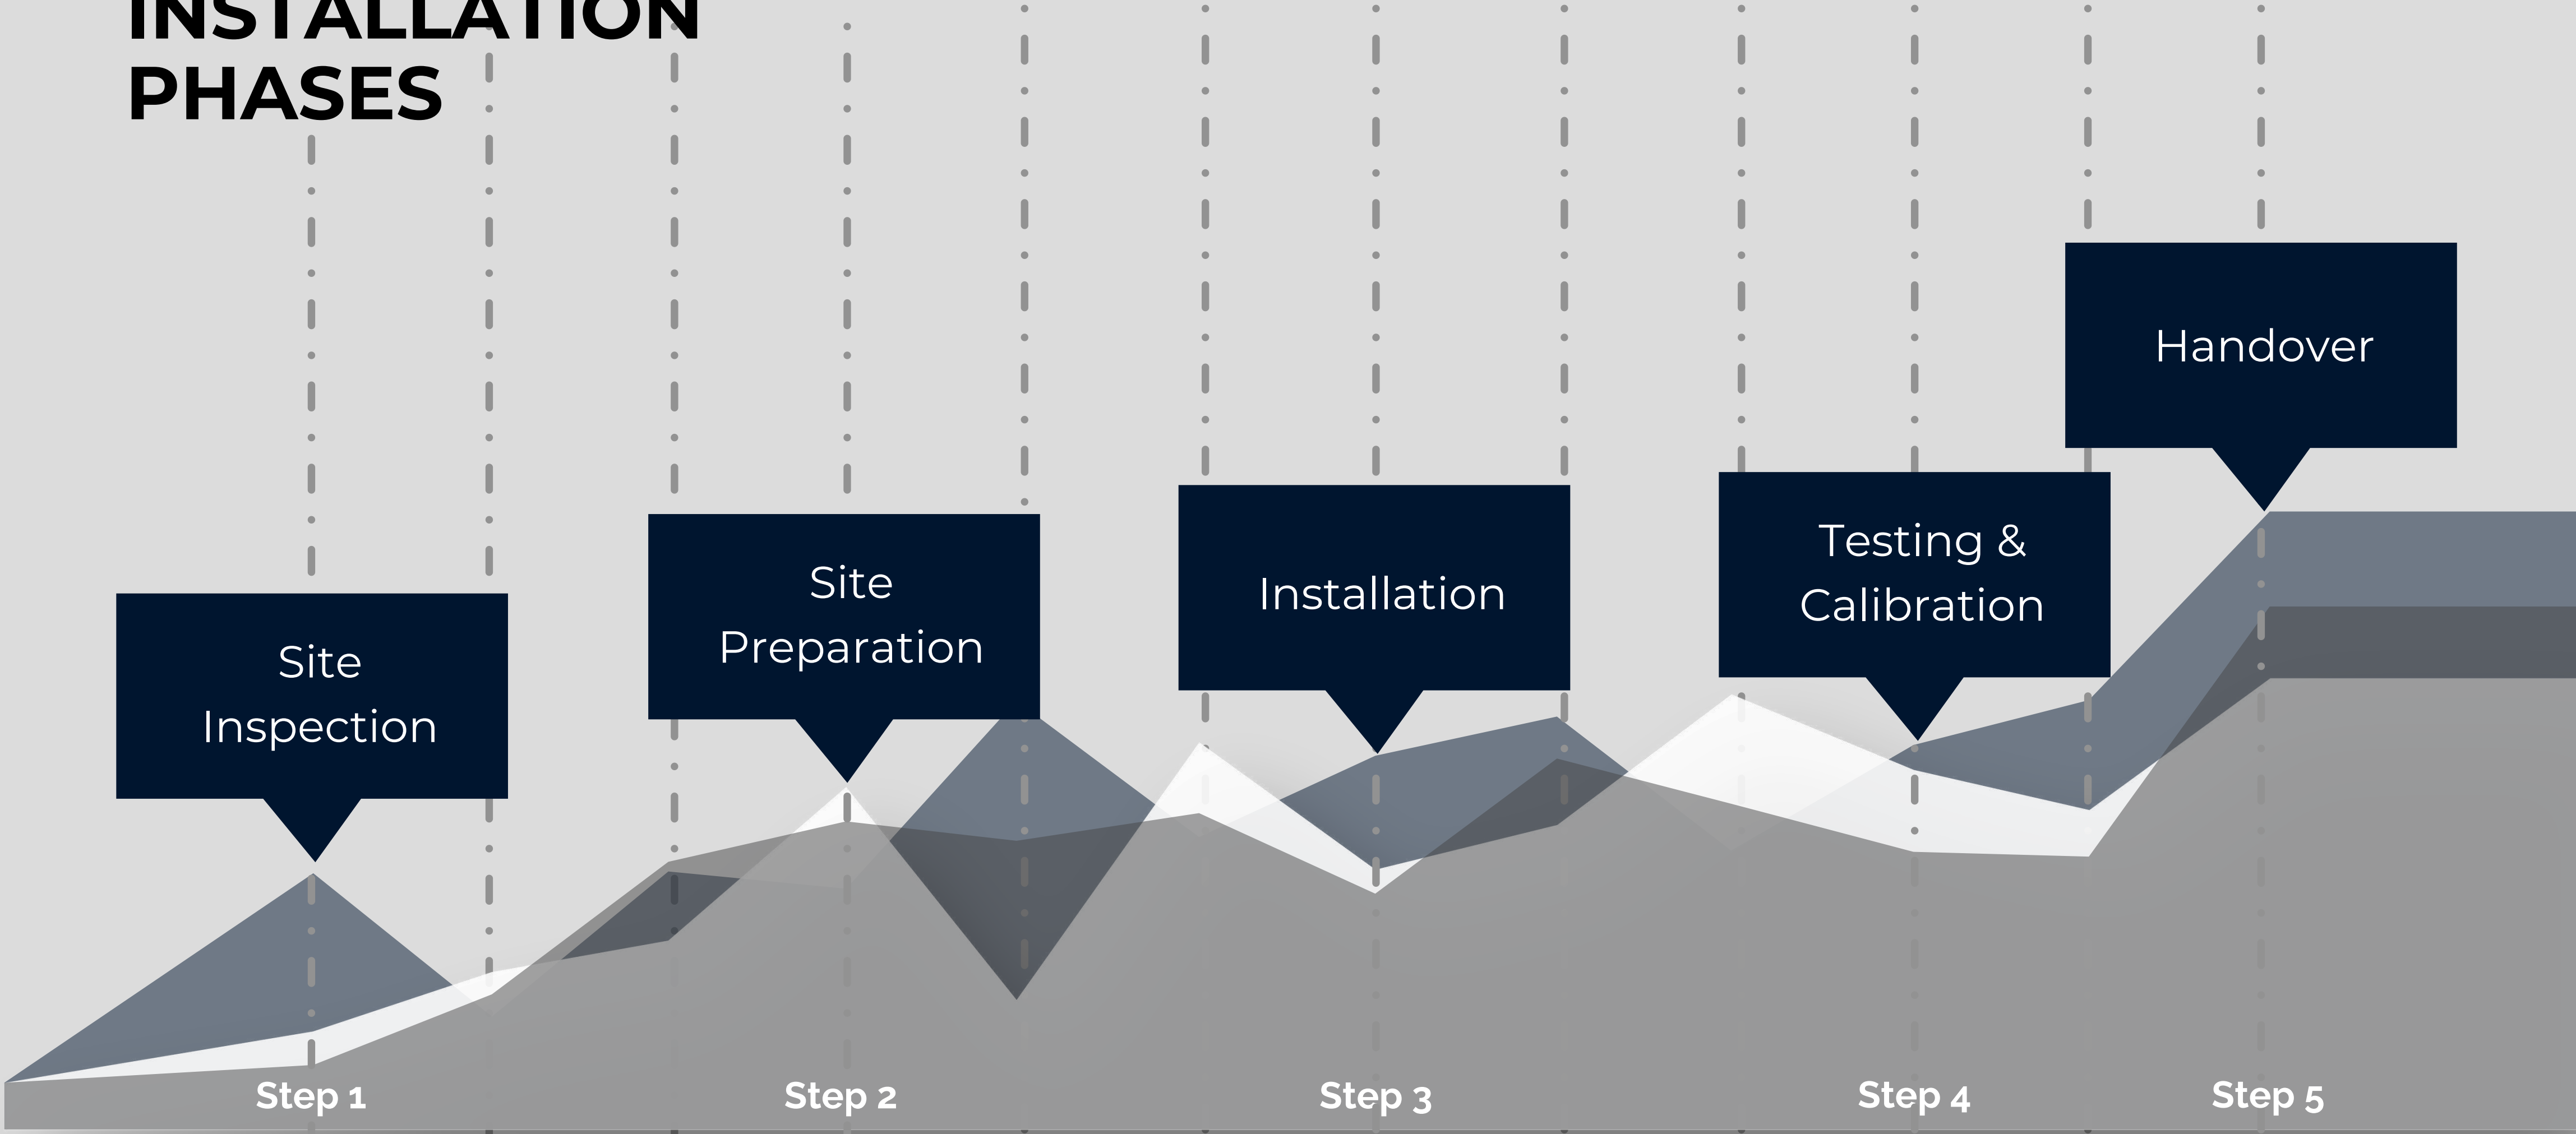 INSTALLATION
PHASES
Site
Inspection
Site
Preparation
Installation
Testing &
Calibration
Handover
Step 1
Step 2
Step 3
Step 4
Step 5